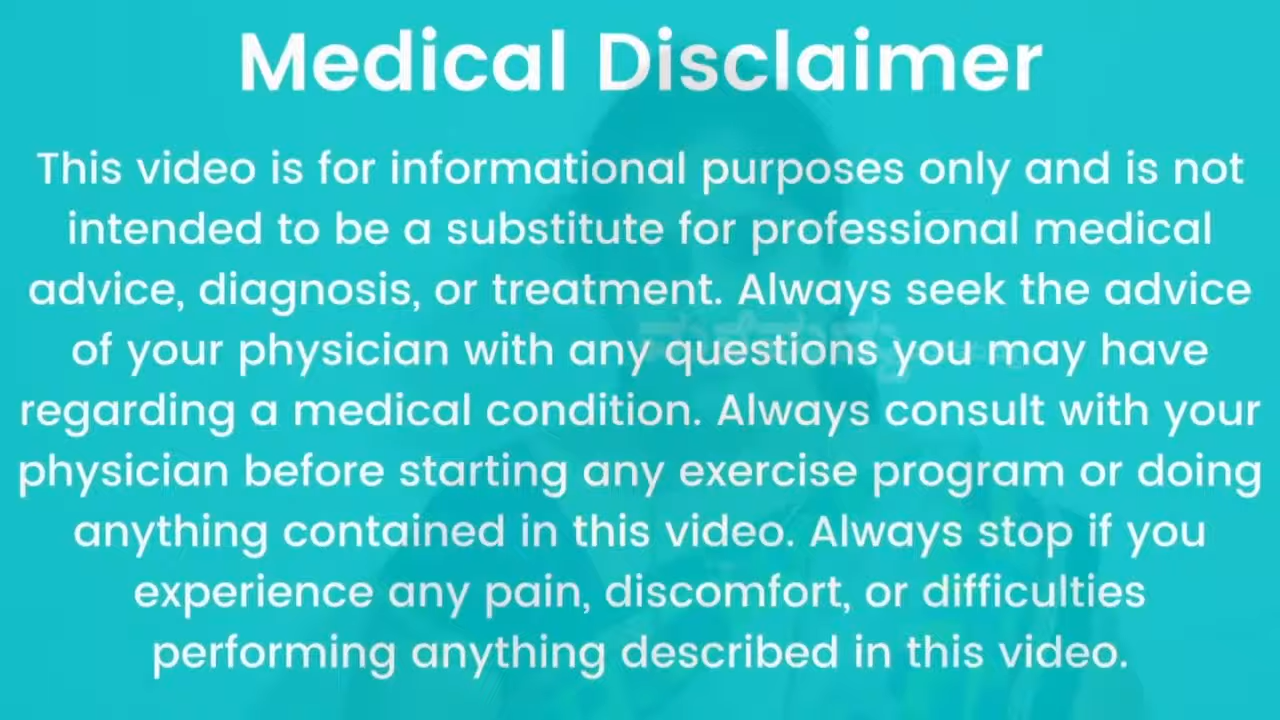 Medical Disclaimer
This video is for informational purposes only and is not
intended to be a substitute for professional medical
advice, diagnosis, or treatment. Always seek the advice
of your physician with any questions you may have
regarding a medical condition. Always consult with your
physician before starting any exercise program or doing
anything contained in this video. Always stop if you
experience any pain, discomfort, or difficulties
performing anything described in this video.